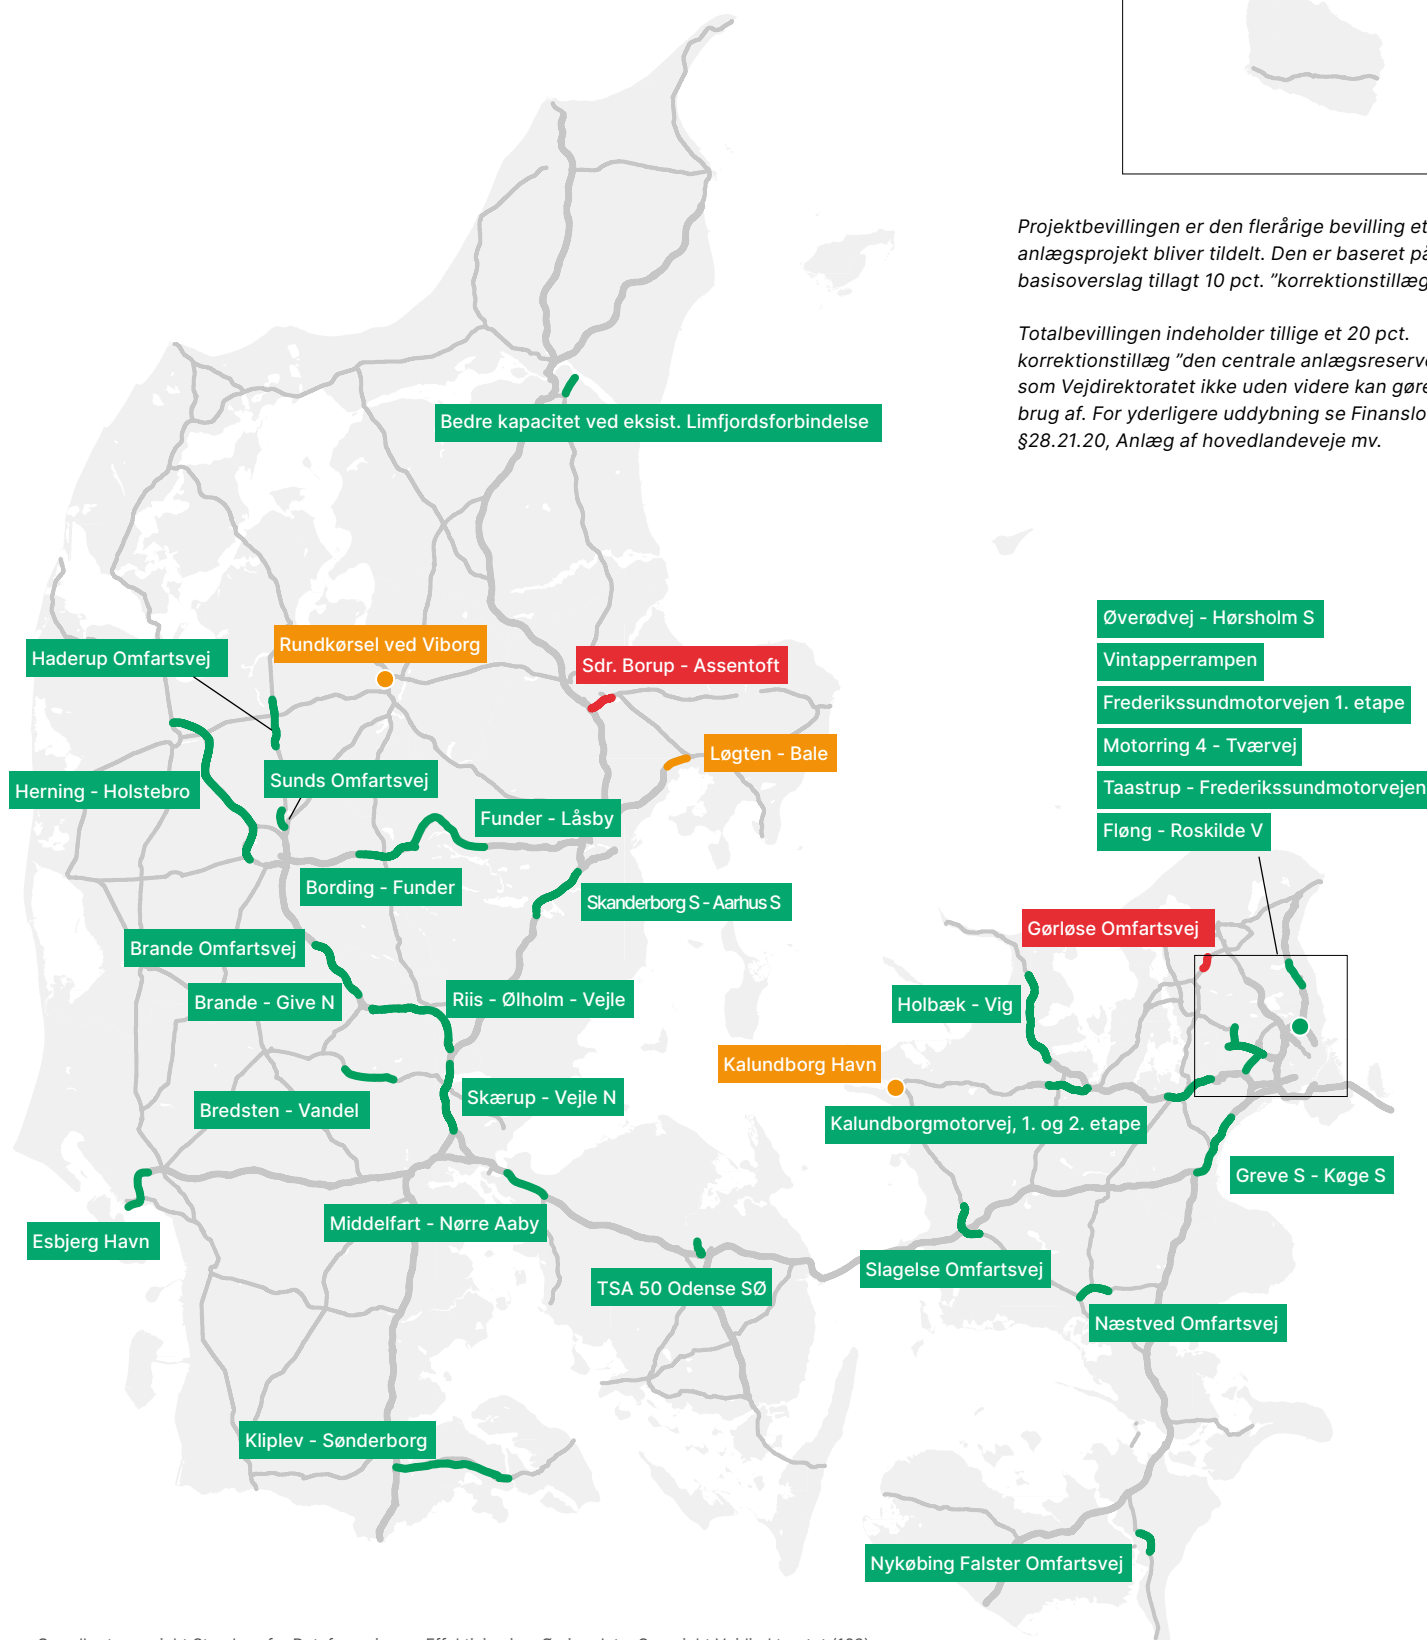 Projektbevillingen er den flerårige bevilling et
anlægsprojekt bliver tildelt. Den er baseret på
basisoverslag tillagt 10 pct. ”korrektionstillæg
Totalbevillingen indeholder tillige et 20 pct.
korrektionstillæg ”den centrale anlægsreserve
som Vejdirektoratet ikke uden videre kan gøre
brug af. For yderligere uddybning se Finanslo
§28.21.20, Anlæg af hovedlandeveje mv.
Bedre kapacitet ved eksist. Limfjordsforbindelse
Øverødvej - Hørsholm S
Vintapperrampen
Frederikssundmotorvejen 1. etape
Motorring 4 - Tværvej
Taastrup - Frederikssundmotorvejen
Fløng - Roskilde V
Rundkørsel ved Viborg
Haderup Omfartsvej
Sdr. Borup - Assentoft
Løgten - Bale
Sunds Omfartsvej
Herning - Holstebro
Funder - Låsby
Bording - Funder
Skanderborg S - Aarhus S
Gørløse Omfartsvej
Brande Omfartsvej
Brande - Give N
Riis - Ølholm - Vejle
Holbæk - Vig
Kalundborg Havn
Skærup - Vejle N
Bredsten - Vandel
Kalundborgmotorvej, 1. og 2. etape
Greve S - Køge S
Middelfart - Nørre Aaby
Esbjerg Havn
Slagelse Omfartsvej
TSA 50 Odense SØ
Næstved Omfartsvej
Kliplev - Sønderborg
Nykøbing Falster Omfartsvej